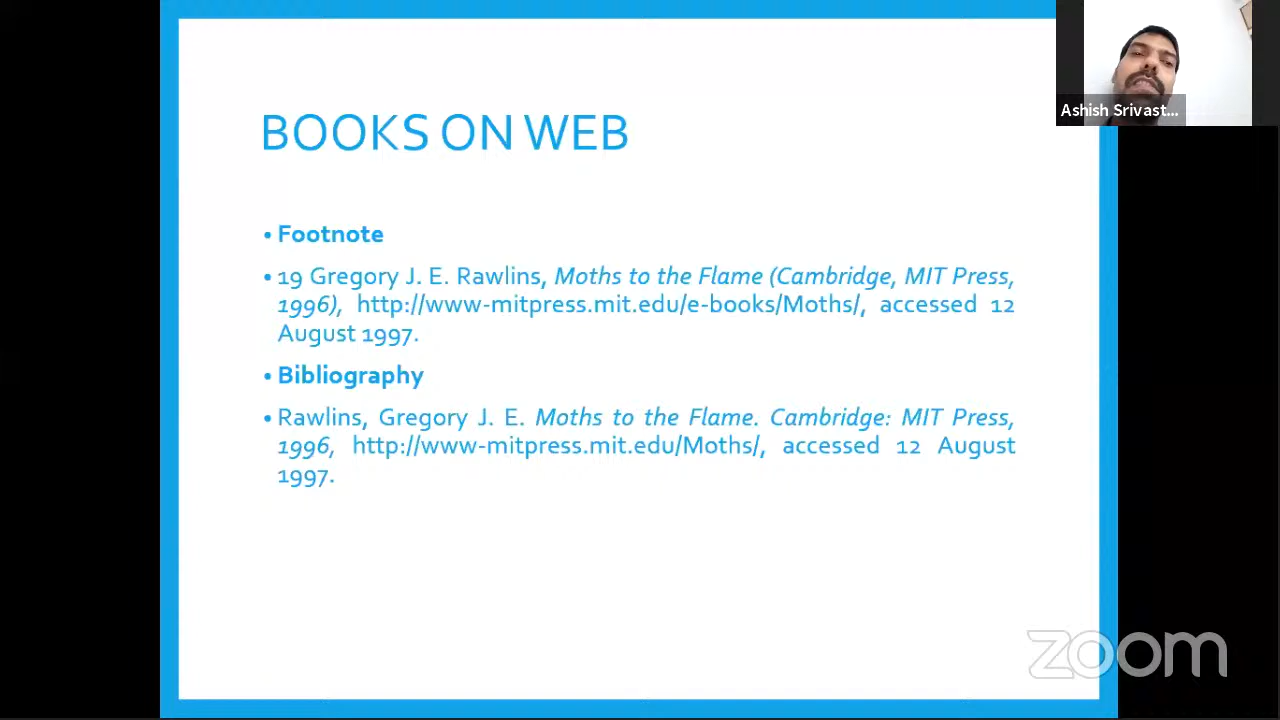 Ashish Srivast...
BOOKS ON WEB
• Footnote
• 19 Gregory J. E. Rawlins, Moths to the Flame (Cambridge, MIT Press,
1996), http://www-mitpress.mit.edu/e-books/Moths/, accessed 12
August 1997.
• Bibliography
• Rawlins, Gregory J. E. Moths to the Flame. Cambridge: MIT Press,
1996, http://www-mitpress.mit.edu/Moths/, accessed 12 August
1997.
zoom